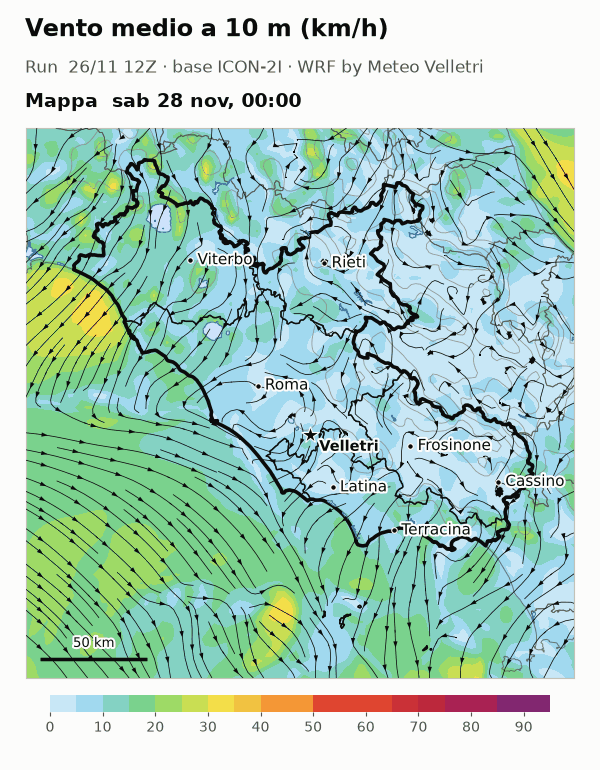 Vento medio a 10 m (km/h)
Run  26/11 12Z · base ICON-2I · WRF by Meteo Velletri
Mappa  sab 28 nov, 00:00
Viterbo
Rieti
Roma
Velletri
Frosinone
Cassino
Latina
Terracina
50 km
0 10 20 30 40 50 60 70 80 90